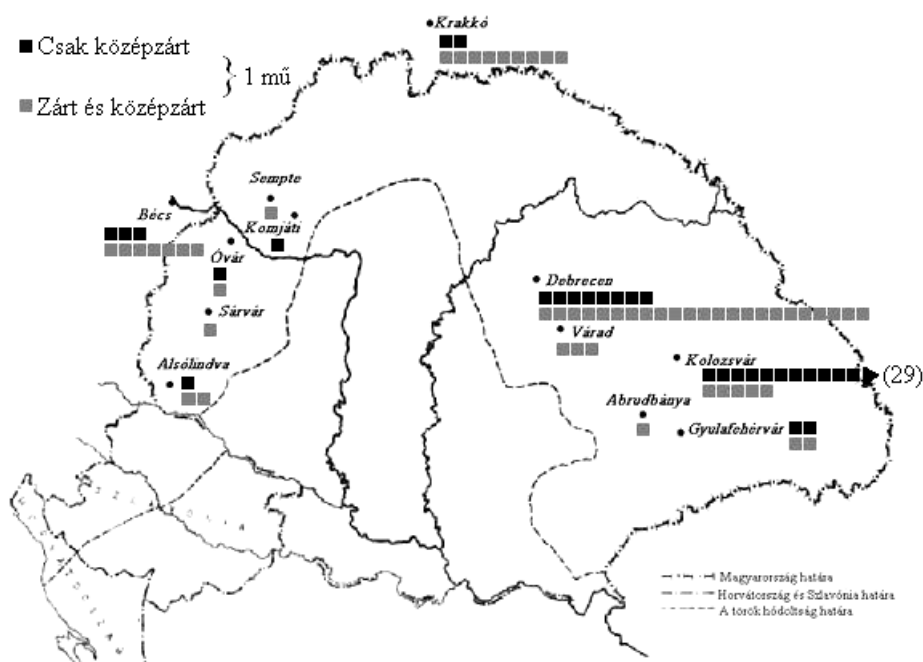 Csak középzárt
} 1 mű
Zárt és középzárt
Krakkó
Sempte
Bécs
Komjáti
Óvár
Sárvár
Alsólindva
Debrecen
Várad
Kolozsvár
(29)
Abrudbánya
Gyulafehérvár
Magyarország határa
Horvátország és Szlavónia határa
A török hódoltság határa